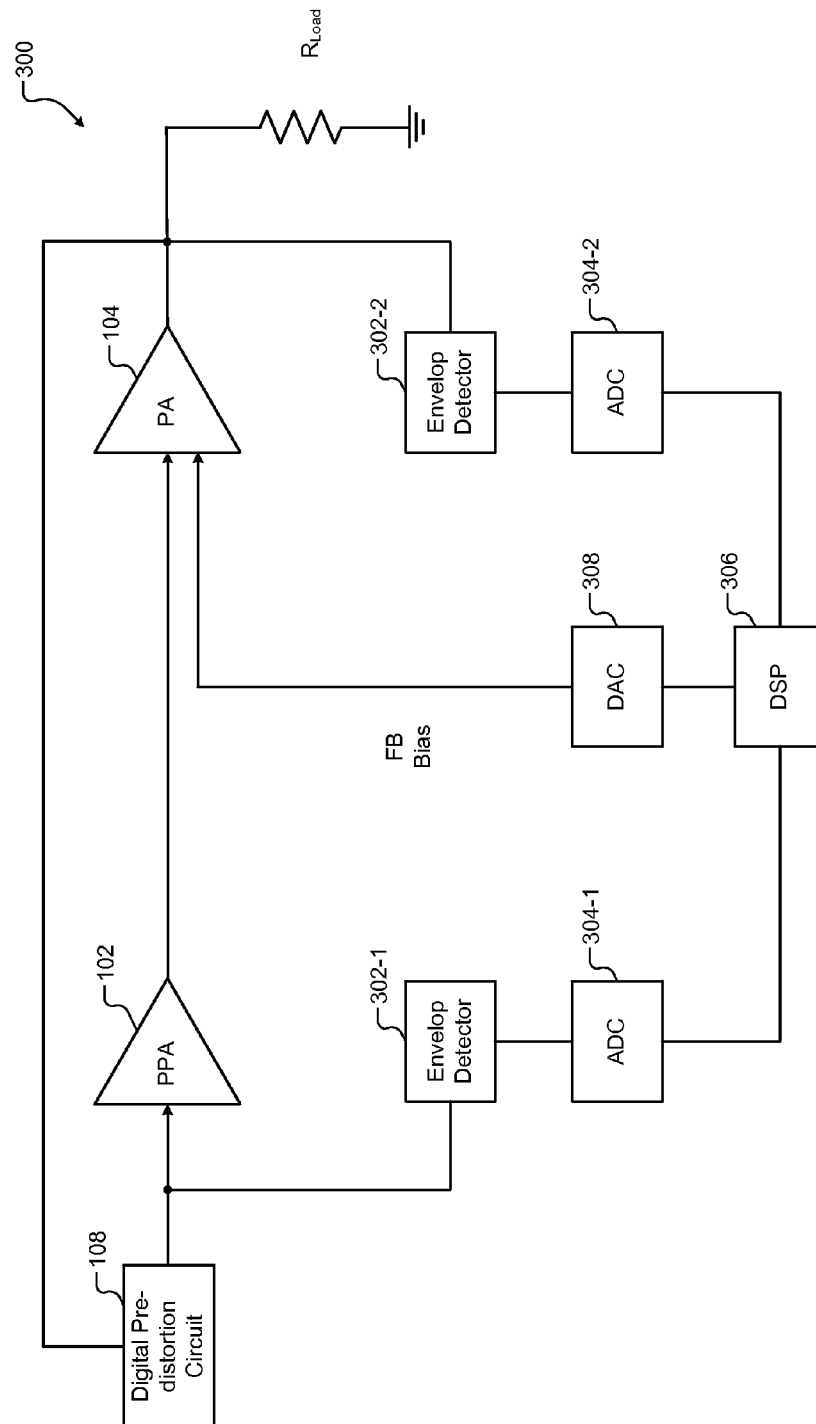 300
108
Digital Pre-
distortion
Circuit
102
PPA
104
PA
R_Load
302-1
Envelop
Detector
FB
Bias
302-2
Envelop
Detector
304-1
ADC
308
DAC
304-2
ADC
306
DSP